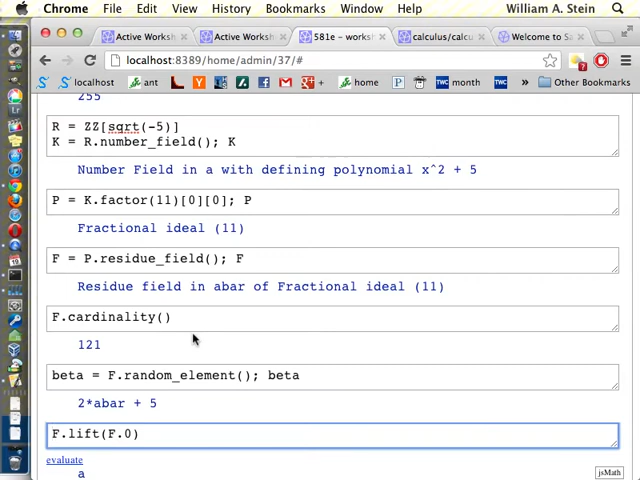 Chrome File Edit View History Bookmarks Window Help William A. Stein
Active Worksh Active Worksh 581e – works calculus/calcu Welcome to Sa
localhost:8389/home/admin/37/#
localhost ant home TWC month month Other Bookmarks
255
R = ZZ[sqrt(-5)]
K = R.number_field(); K
Number Field in a with defining polynomial x^2 + 5
P = K.factor(11)[0][0]; P
Fractional ideal (11)
F = P.residue_field(); F
Residue field in abar of Fractional ideal (11)
F.cardinality()
121
beta = F.random_element(); beta
2*abar + 5
F.lift(F.0)
evaluate
a
jsMath